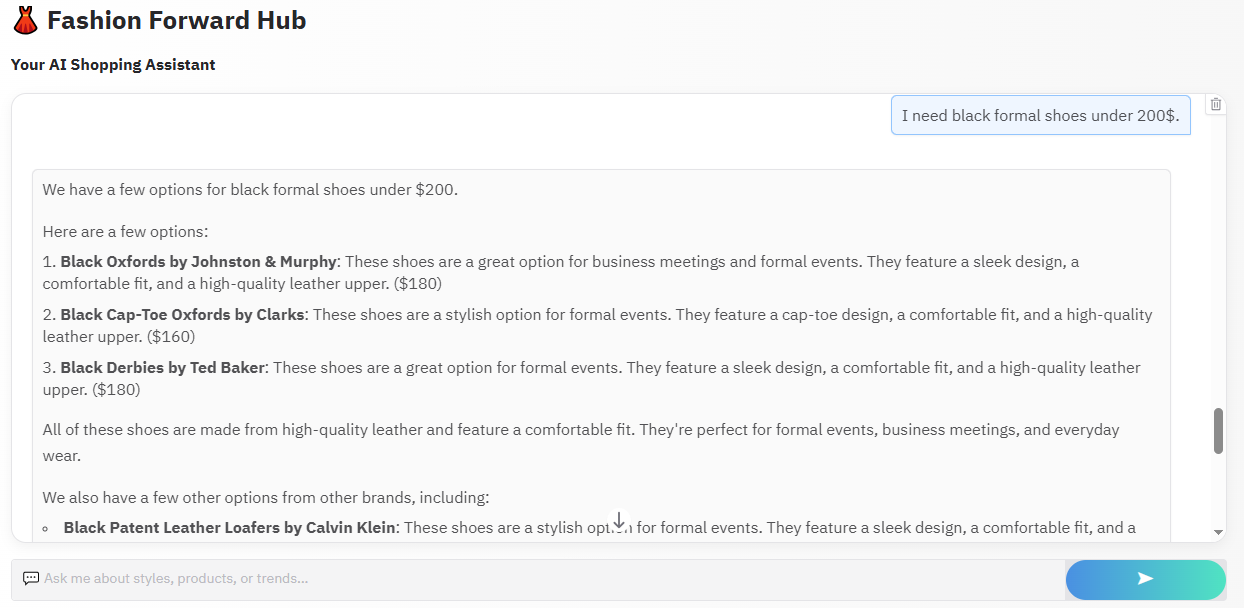 Fashion Forward Hub
Your AI Shopping Assistant
I need black formal shoes under 200$.
We have a few options for black formal shoes under $200.
Here are a few options:
1. Black Oxfords by Johnston & Murphy: These shoes are a great option for business meetings and formal events. They feature a sleek design, a
comfortable fit, and a high-quality leather upper. ($180)
2. Black Cap-Toe Oxfords by Clarks: These shoes are a stylish option for formal events. They feature a cap-toe design, a comfortable fit, and a high-quality
leather upper. ($160)
3. Black Derbies by Ted Baker: These shoes are a great option for formal events. They feature a sleek design, a comfortable fit, and a high-quality leather
upper. ($180)
All of these shoes are made from high-quality leather and feature a comfortable fit. They're perfect for formal events, business meetings, and everyday
wear.
We also have a few other options from other brands, including:
Black Patent Leather Loafers by Calvin Klein: These shoes are a stylish option for formal events. They feature a sleek design, a comfortable fit, and a
Ask me about styles, products, or trends...